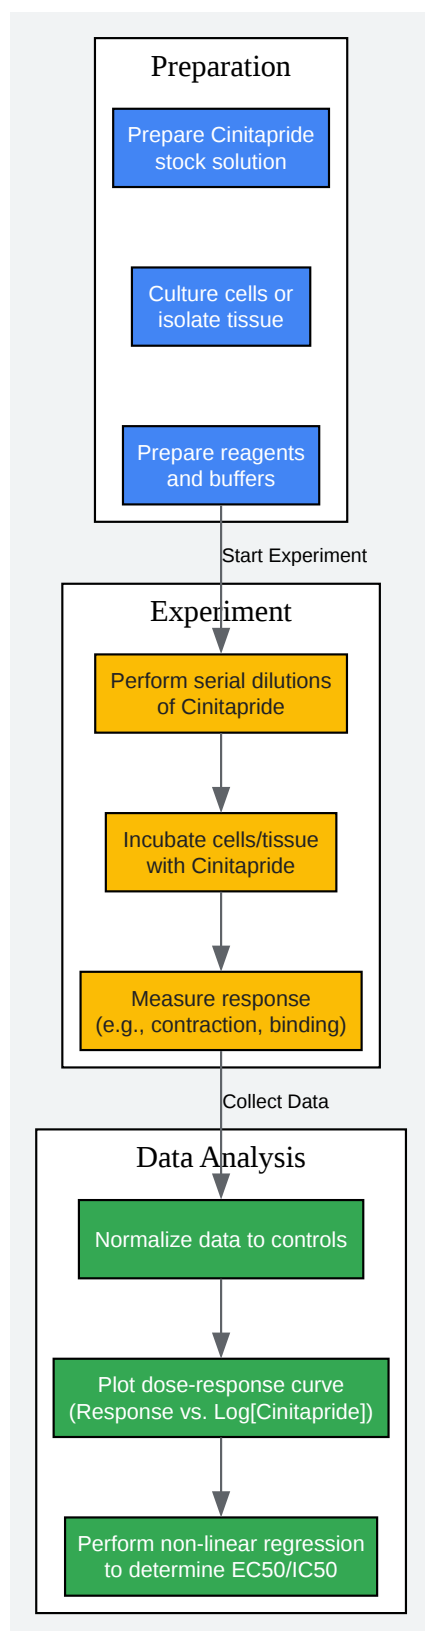 Preparation
Prepare Cinitapride
stock solution
Culture cells or
isolate tissue
Prepare reagents
and buffers
Start Experiment
Experiment
Perform serial dilutions
of Cinitapride
Incubate cells/tissue
with Cinitapride
Measure response
(e.g., contraction, binding)
Collect Data
Data Analysis
Normalize data to controls
Plot dose-response curve
(Response vs. Log[Cinitapride])
Perform non-linear regression
to determine EC50/IC50